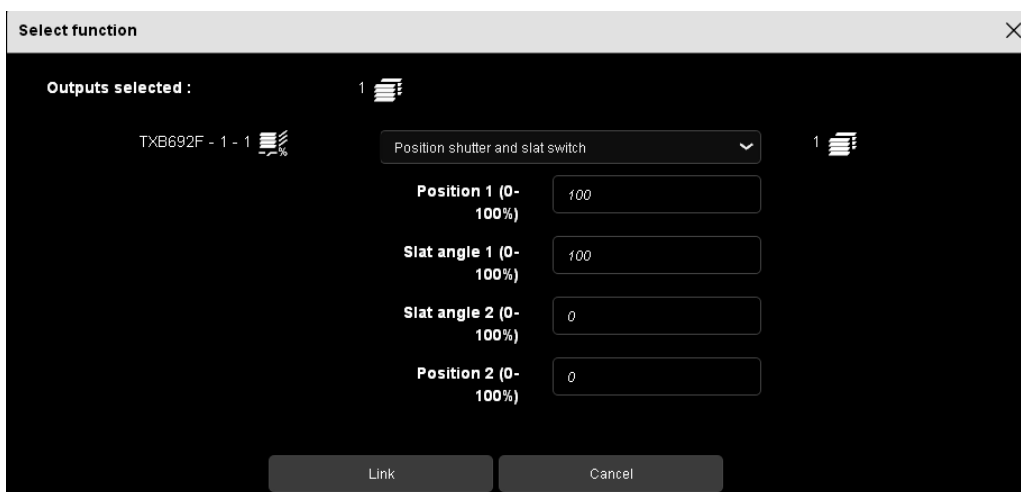 Select function
Outputs selected :
1
TXB692F - 1 - 1
%
Position shutter and slat switch
1
Position 1 (0-
100%)
100
Slat angle 1 (0-
100%)
100
Slat angle 2 (0-
100%)
0
Position 2 (0-
100%)
0
Link
Cancel